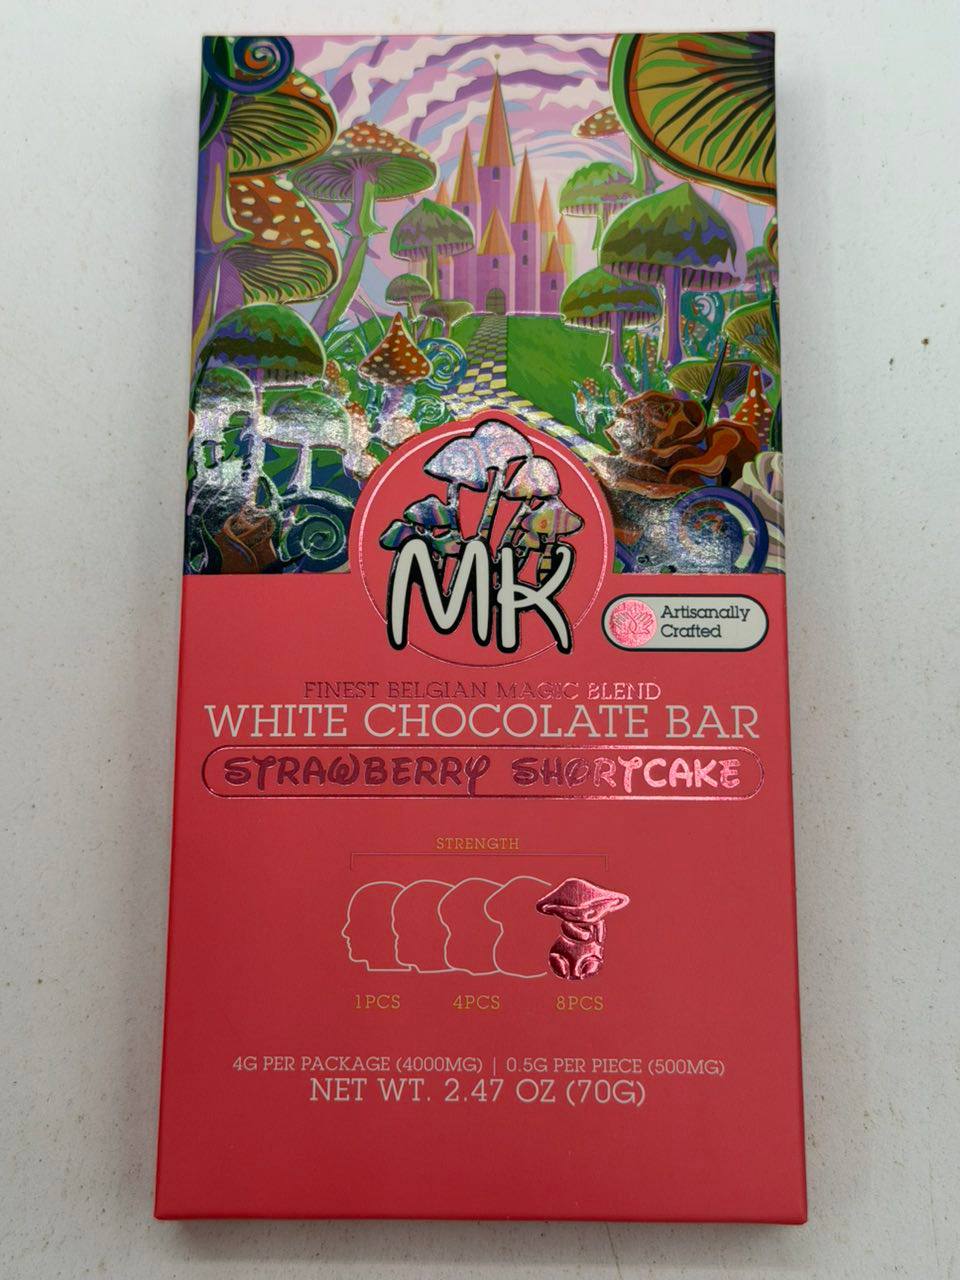 MK
Artisanally
Crafted
FINEST BELGIAN MAGIC BLEND
WHITE CHOCOLATE BAR
STRAWBERRY SHORTCAKE
STRENGTH
1PCS 4PCS 8PCS
4G PER PACKAGE (4000MG) | 0.5G PER PIECE (500MG)
NET WT. 2.47 OZ (70G)